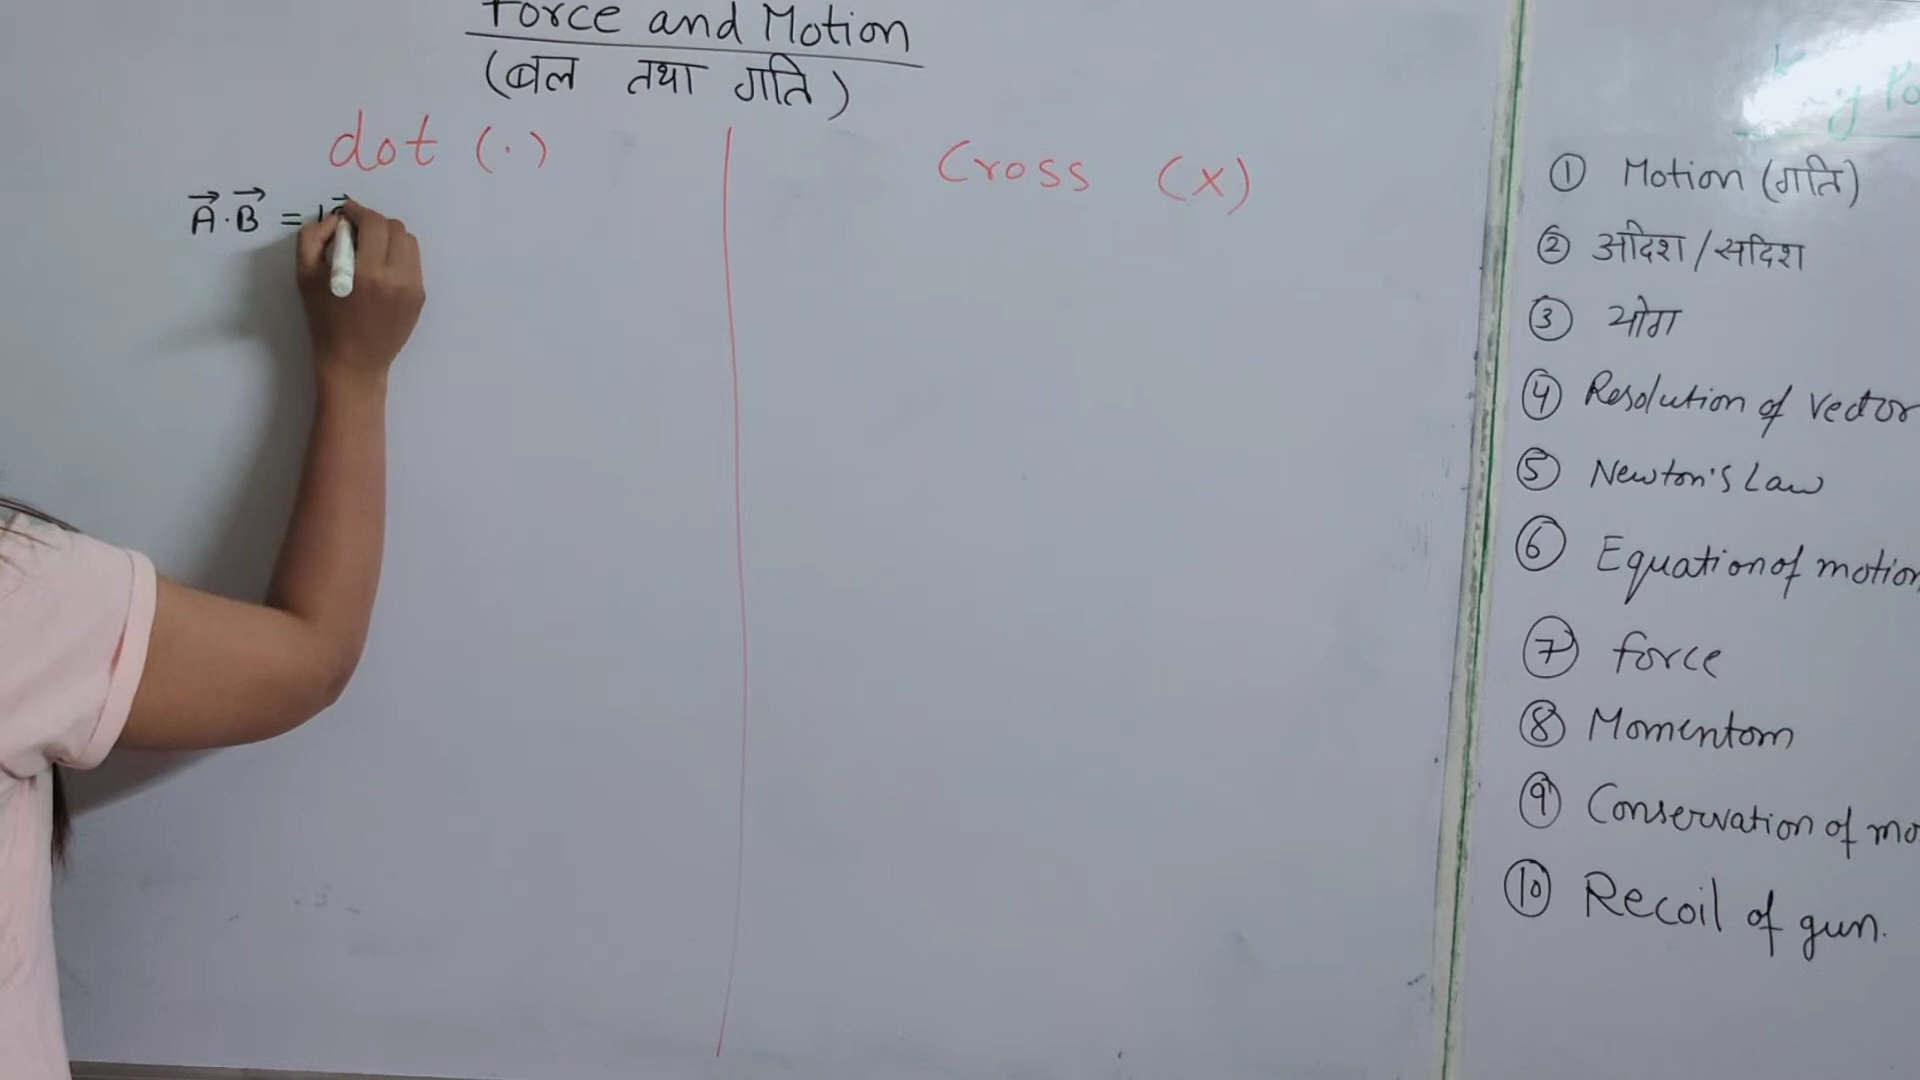 Force and Motion
(बल तथा गति)
dot (.)
Cross (x)
A⃗.B⃗ =
① Motion (गति)
② अदिश/सदिश
③ योग
④ Resolution of Vector
⑤ Newton's Law
⑥ Equation of motion
⑦ force
⑧ Momentom
⑨ Conservation of
⑩ Recoil of gun.